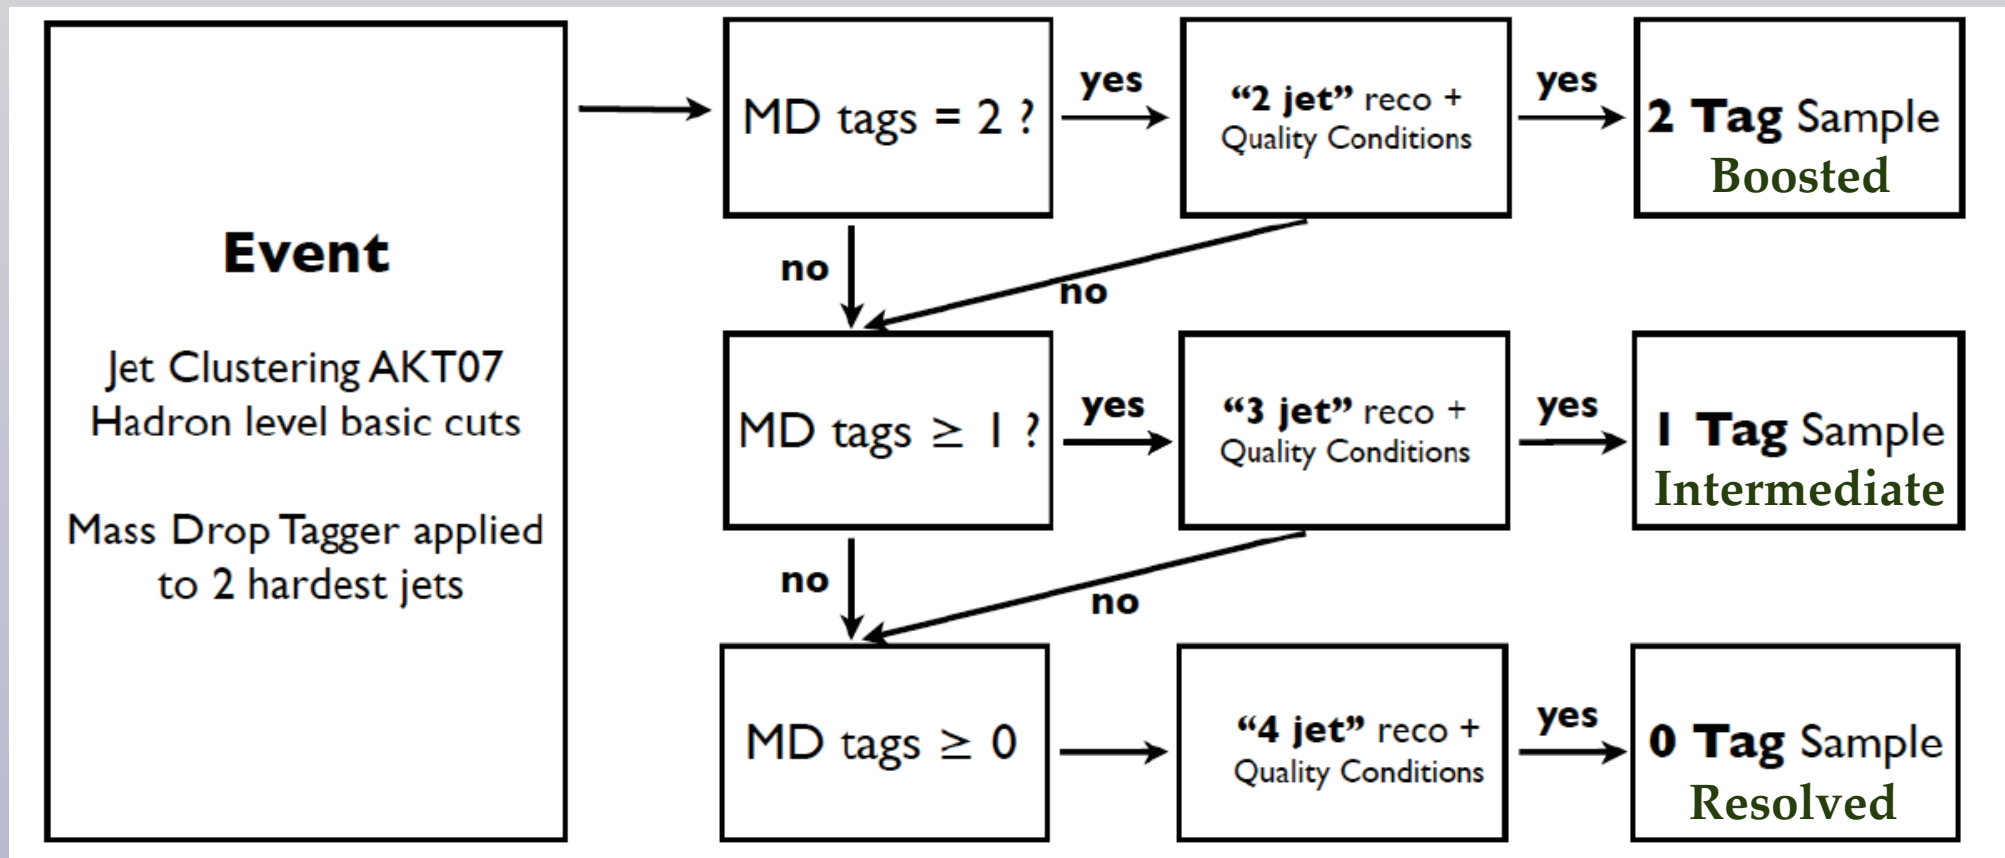 Event
Jet Clustering AKT07
Hadron level basic cuts
Mass Drop Tagger applied
to 2 hardest jets
MD tags = 2 ?
yes
“2 jet” reco +
Quality Conditions
yes
2 Tag Sample
Boosted
no
no
MD tags ≥ 1 ?
yes
“3 jet” reco +
Quality Conditions
yes
1 Tag Sample
Intermediate
no
no
MD tags ≥ 0
“4 jet” reco +
Quality Conditions
yes
0 Tag Sample
Resolved